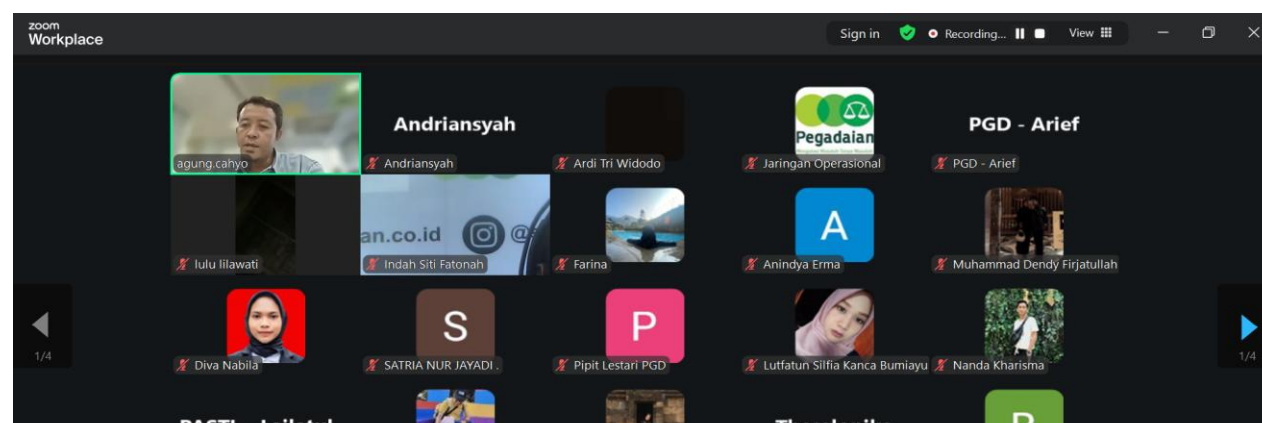 zoom
Workplace
Sign in
Recording...
View
agung.cahyo
Andriansyah
Andriansyah
Ardi Tri Widodo
Pegadaian
Jaringan Operasional
PGD - Arief
PGD - Arief
lulu lilawati
an.co.id @
Indah Siti Fatonah
Farina
A
Anindya Erma
Muhammad Dendy Firjatullah
1/4
Diva Nabila
S
SATRIA NUR JAYADI .
P
Pipit Lestari PGD
Lutfatun Silfia Kanca Bumiayu
Nanda Kharisma
1/4